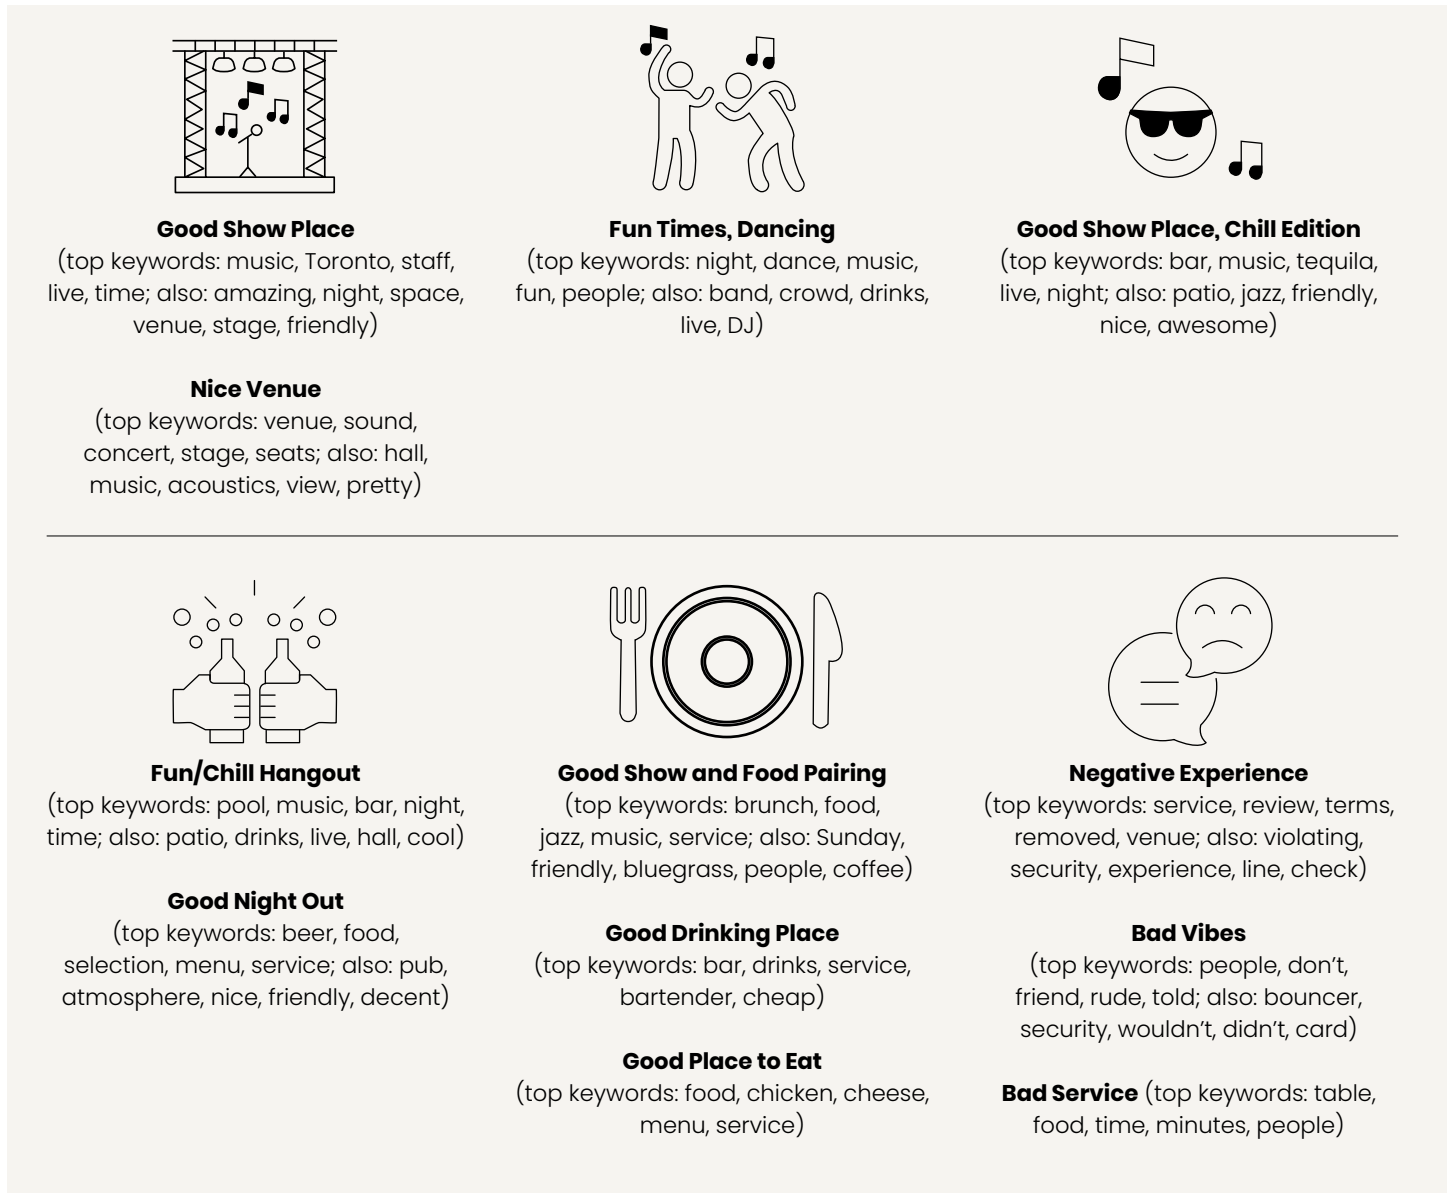 Good Show Place
(top keywords: music, Toronto, staff,
live, time; also: amazing, night, space,
venue, stage, friendly)
Nice Venue
(top keywords: venue, sound,
concert, stage, seats; also: hall,
music, acoustics, view, pretty)
Fun Times, Dancing
(top keywords: night, dance, music,
fun, people; also: band, crowd, drinks,
live, DJ)
Good Show Place, Chill Edition
(top keywords: bar, music, tequila,
live, night; also: patio, jazz, friendly,
nice, awesome)
Fun/Chill Hangout
(top keywords: pool, music, bar, night,
time; also: patio, drinks, live, hall, cool)
Good Night Out
(top keywords: beer, food,
selection, menu, service; also: pub,
atmosphere, nice, friendly, decent)
Good Show and Food Pairing
(top keywords: brunch, food,
jazz, music, service; also: Sunday,
friendly, bluegrass, people, coffee)
Good Drinking Place
(top keywords: bar, drinks, service,
bartender, cheap)
Good Place to Eat
(top keywords: food, chicken, cheese,
menu, service)
Negative Experience
(top keywords: service, review, terms,
removed, venue; also: violating,
security, experience, line, check)
Bad Vibes
(top keywords: people, don’t,
friend, rude, told; also: bouncer,
security, wouldn’t, didn’t, card)
Bad Service (top keywords: table,
food, time, minutes, people)